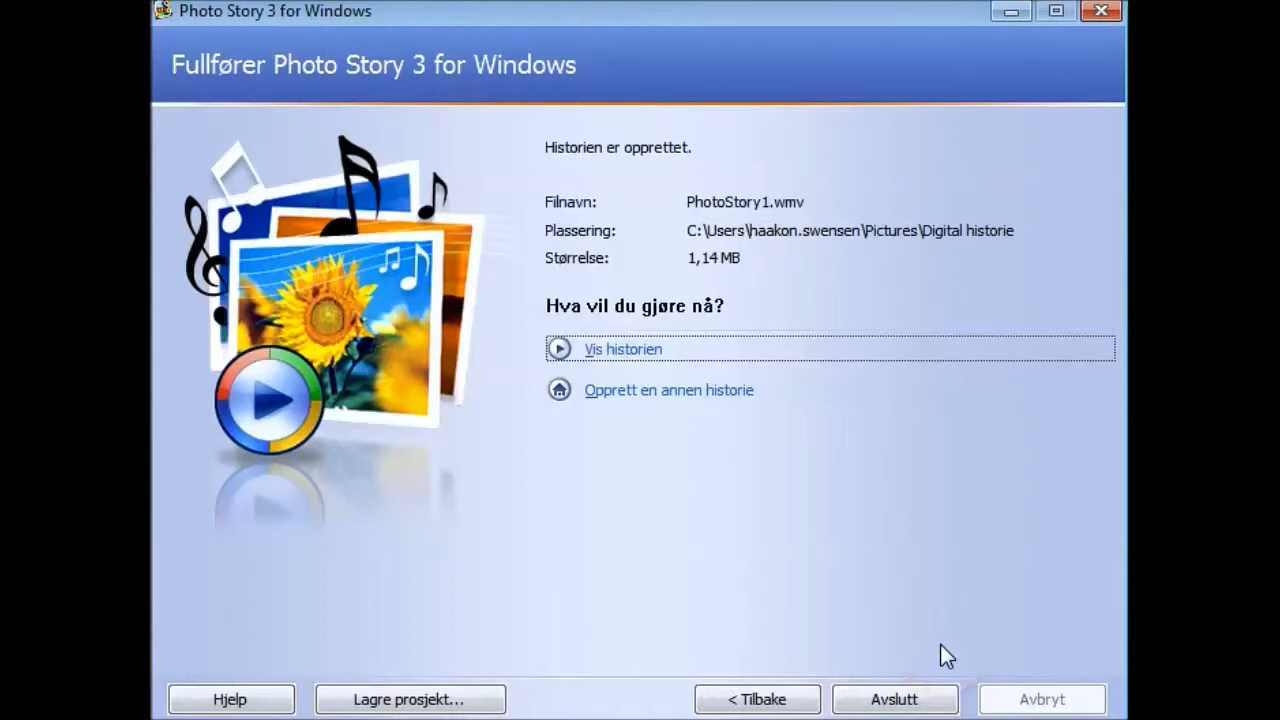 Photo Story 3 for Windows
Fullfører Photo Story 3 for Windows
Historien er opprettet.
Filnavn: PhotoStory1.wmv
Plassering: C:\Users\haakon.swensen\Pictures\Digital historie
Størrelse: 1,14 MB
Hva vil du gjøre nå?
Vis historien
Opprett en annen historie
Hjelp Lagre prosjekt... < Tilbake Avslutt Avbryt